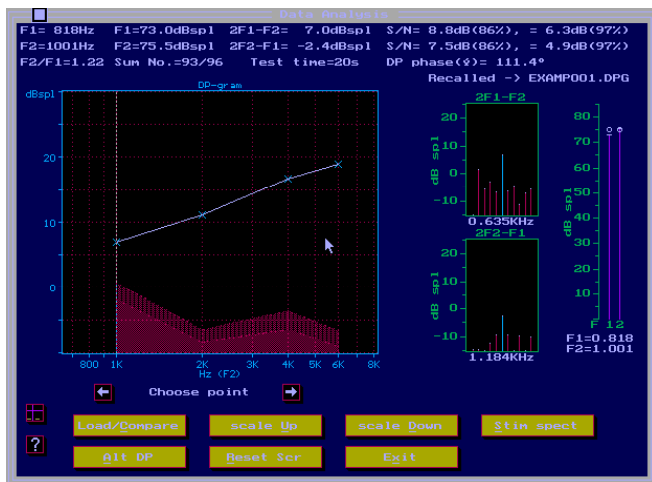 Data Analysis
F1= 818Hz F1=73.0dBspl 2F1-F2= 7.0dBspl S/N= 8.8dB(86%), = 6.3dB(97%)
F2=1001Hz F2=75.5dBspl 2F2-F1= -2.4dBspl S/N= 7.5dB(86%), = 4.9dB(97%)
F2/F1=1.22 Sum No.=93/96 Test time=20s DP phase(ÿ)= 111.4º
Recalled -> EXAMPO01.DPG
DP-gram
dBspl
20
10
0
800 1K 2K 3K 4K 5K 6K 8K
Hz (F2)
2F1-F2
20
10
0
-10
dB spl
0.635KHz
2F2-F1
20
10
0
-10
dB spl
1.184KHz
80
70
60
50
40
30
20
10
dB spl
F 12
F1=0.818
F2=1.001
Choose point
Load/Compare scale Up scale Down Stim spect
? Alt DP Reset Scr Exit